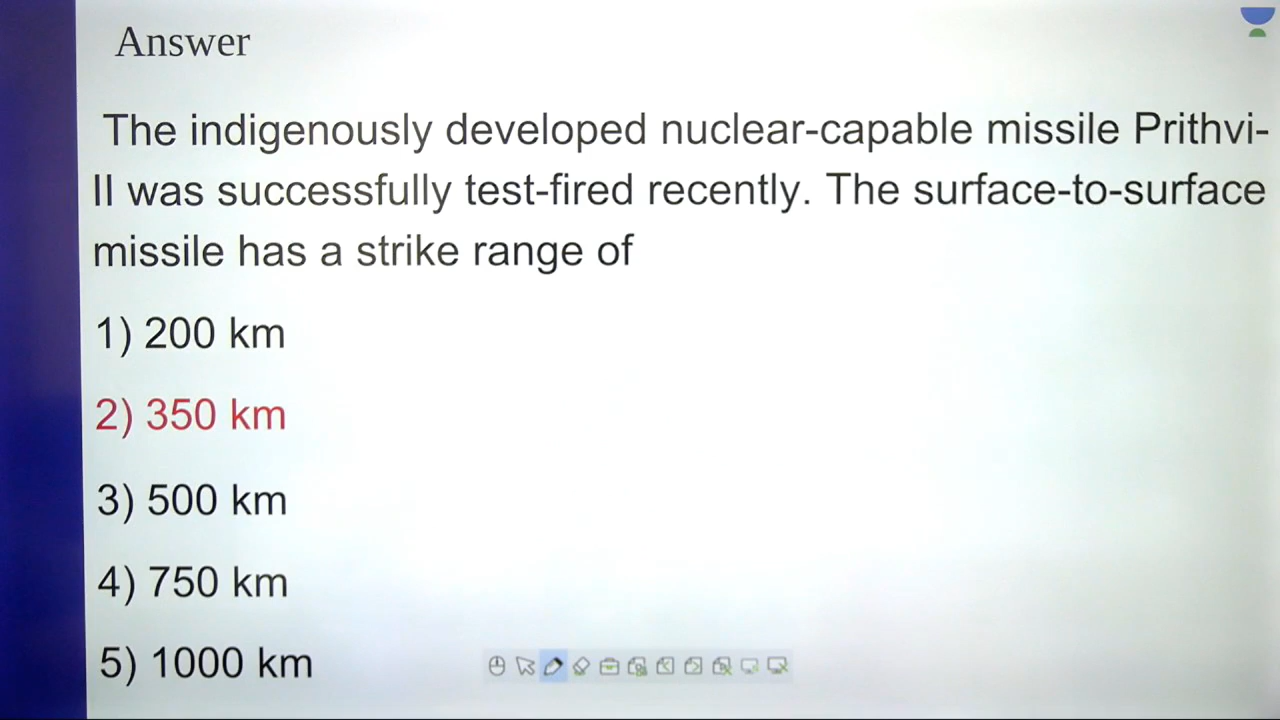 Answer
The indigenously developed nuclear-capable missile Prithvi-
II was successfully test-fired recently. The surface-to-surface
missile has a strike range of
1) 200 km
2) 350 km
3) 500 km
4) 750 km
5) 1000 km